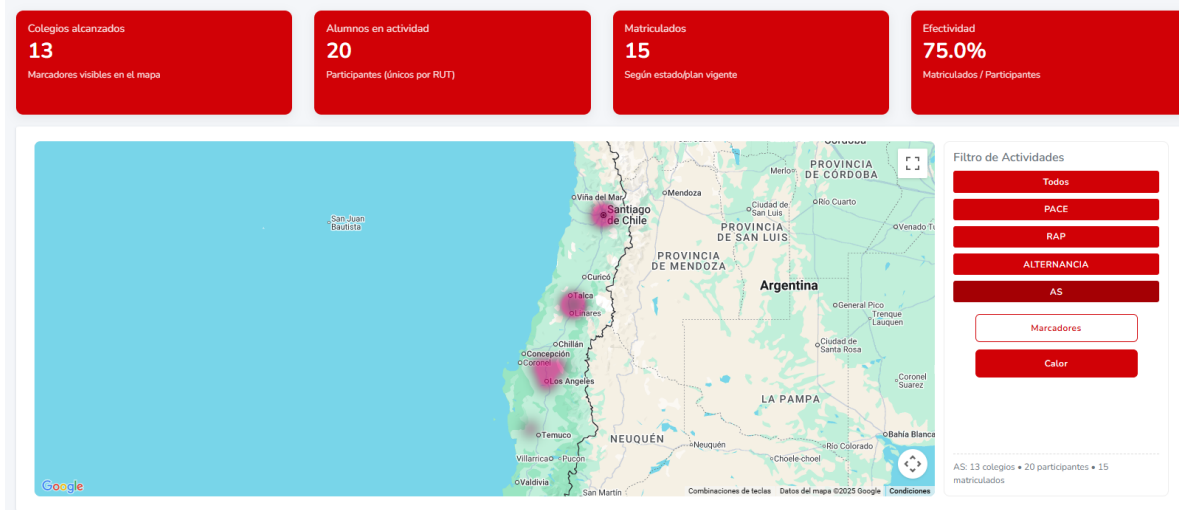 Colegios alcanzados
13
Marcadores visibles en el mapa
Alumnos en actividad
20
Participantes (únicos por RUT)
Matriculados
15
Según estado/plan vigente
Efectividad
75.0%
Matriculados / Participantes
PROVINCIA
DE CÓRDOBA
Merlo
Mendoza
Viña del Mar
Santiago
de Chile
Ciudad de
San Luis
Río Cuarto
San Juan
Bautista
PROVINCIA
DE SAN LUIS
Venado Tu
PROVINCIA
DE MENDOZA
Curicó
Argentina
Talca
Linares
General Pico
Trenque
Lauquen
Chillán
Concepción
Coronel
Ciudad de
Santa Rosa
Los Angeles
Coronel
Suarez
LA PAMPA
Temuco
NEUQUÉN
Neuquén
Río Colorado
Bahía Blanca
Villarrica
Pucón
Choele-choel
Valdivia
San Martín
Google
Combinaciones de teclas
Datos del mapa ©2025 Google
Condiciones
Filtro de Actividades
Todos
PACE
RAP
ALTERNANCIA
AS
Marcadores
Calor
AS: 13 colegios • 20 participantes • 15
matriculados